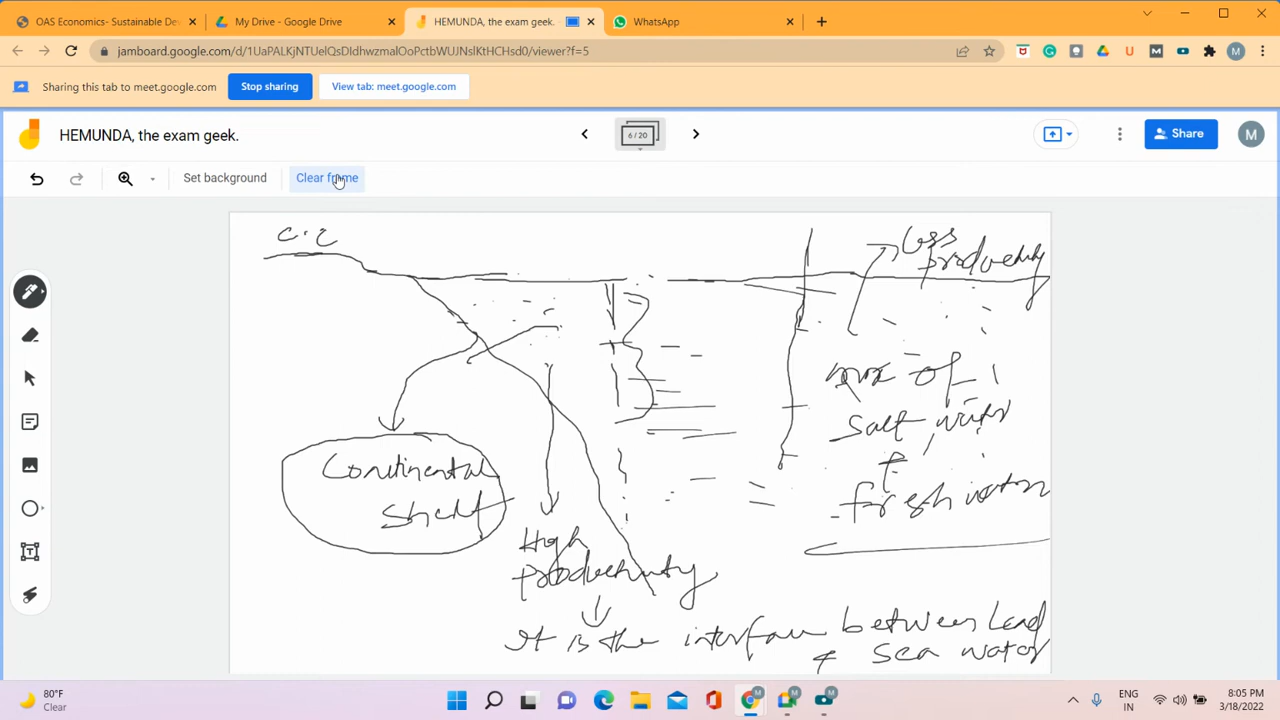 OAS Economics- Sustainable De
My Drive - Google Drive
HEMUNDA, the exam geek.
WhatsApp
jamboard.google.com/d/1UaPALKjNTUelQsDIdhwzmalOoPctbWUJNslKtHCHsd0/viewer?f=5
Sharing this tab to meet.google.com
Stop sharing
View tab: meet.google.com
HEMUNDA, the exam geek.
6 / 20
Share
M
Set background
Clear frame
C.C
Less
productivity
mix of
salt water
+
fresh water
Continental
Shelf
High
productivity
It is the interface between Land
& sea water
80°F
Clear
ENG
IN
8:05 PM
3/18/2022